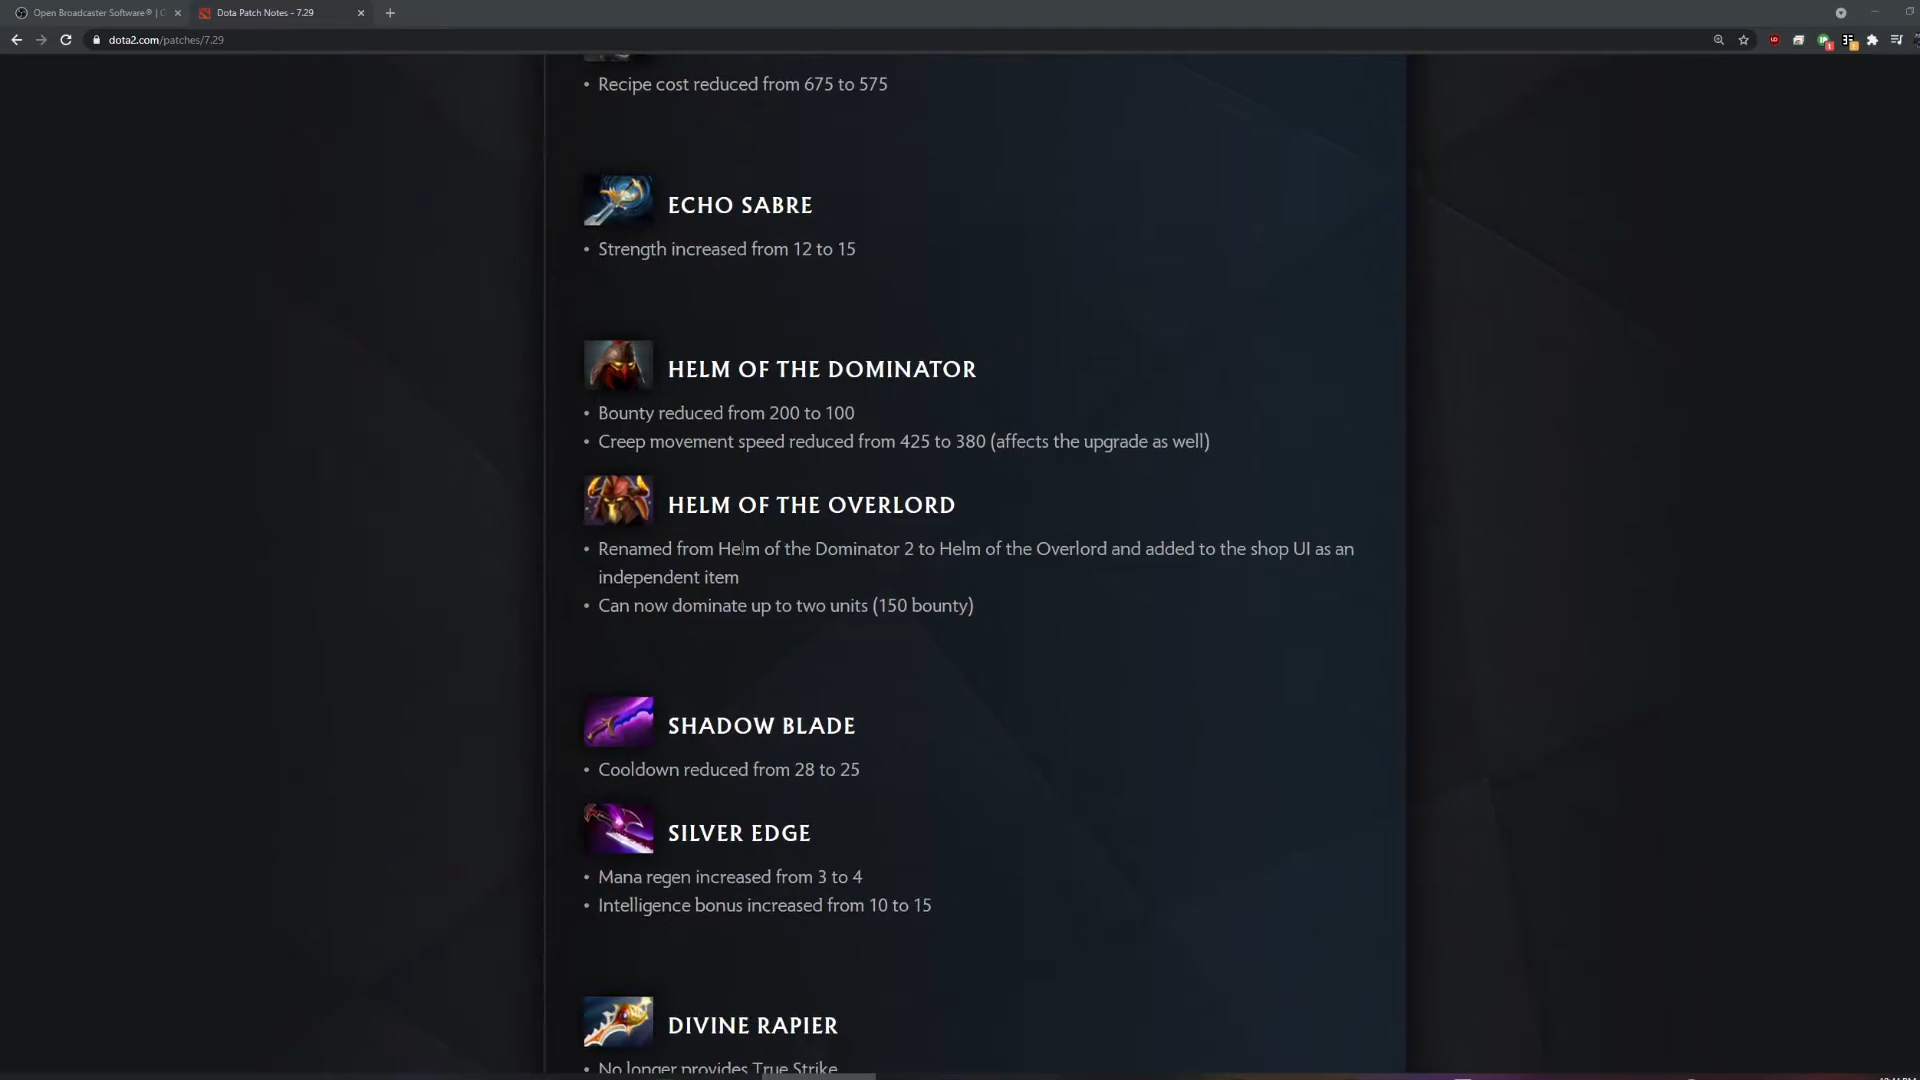 Open Broadcaster Software® | O
Dota Patch Notes - 7.29
dota2.com/patches/7.29
• Recipe cost reduced from 675 to 575
ECHO SABRE
• Strength increased from 12 to 15
HELM OF THE DOMINATOR
• Bounty reduced from 200 to 100
• Creep movement speed reduced from 425 to 380 (affects the upgrade as well)
HELM OF THE OVERLORD
• Renamed from Helm of the Dominator 2 to Helm of the Overlord and added to the shop UI as an
independent item
• Can now dominate up to two units (150 bounty)
SHADOW BLADE
• Cooldown reduced from 28 to 25
SILVER EDGE
• Mana regen increased from 3 to 4
• Intelligence bonus increased from 10 to 15
DIVINE RAPIER
• No longer provides True Strike